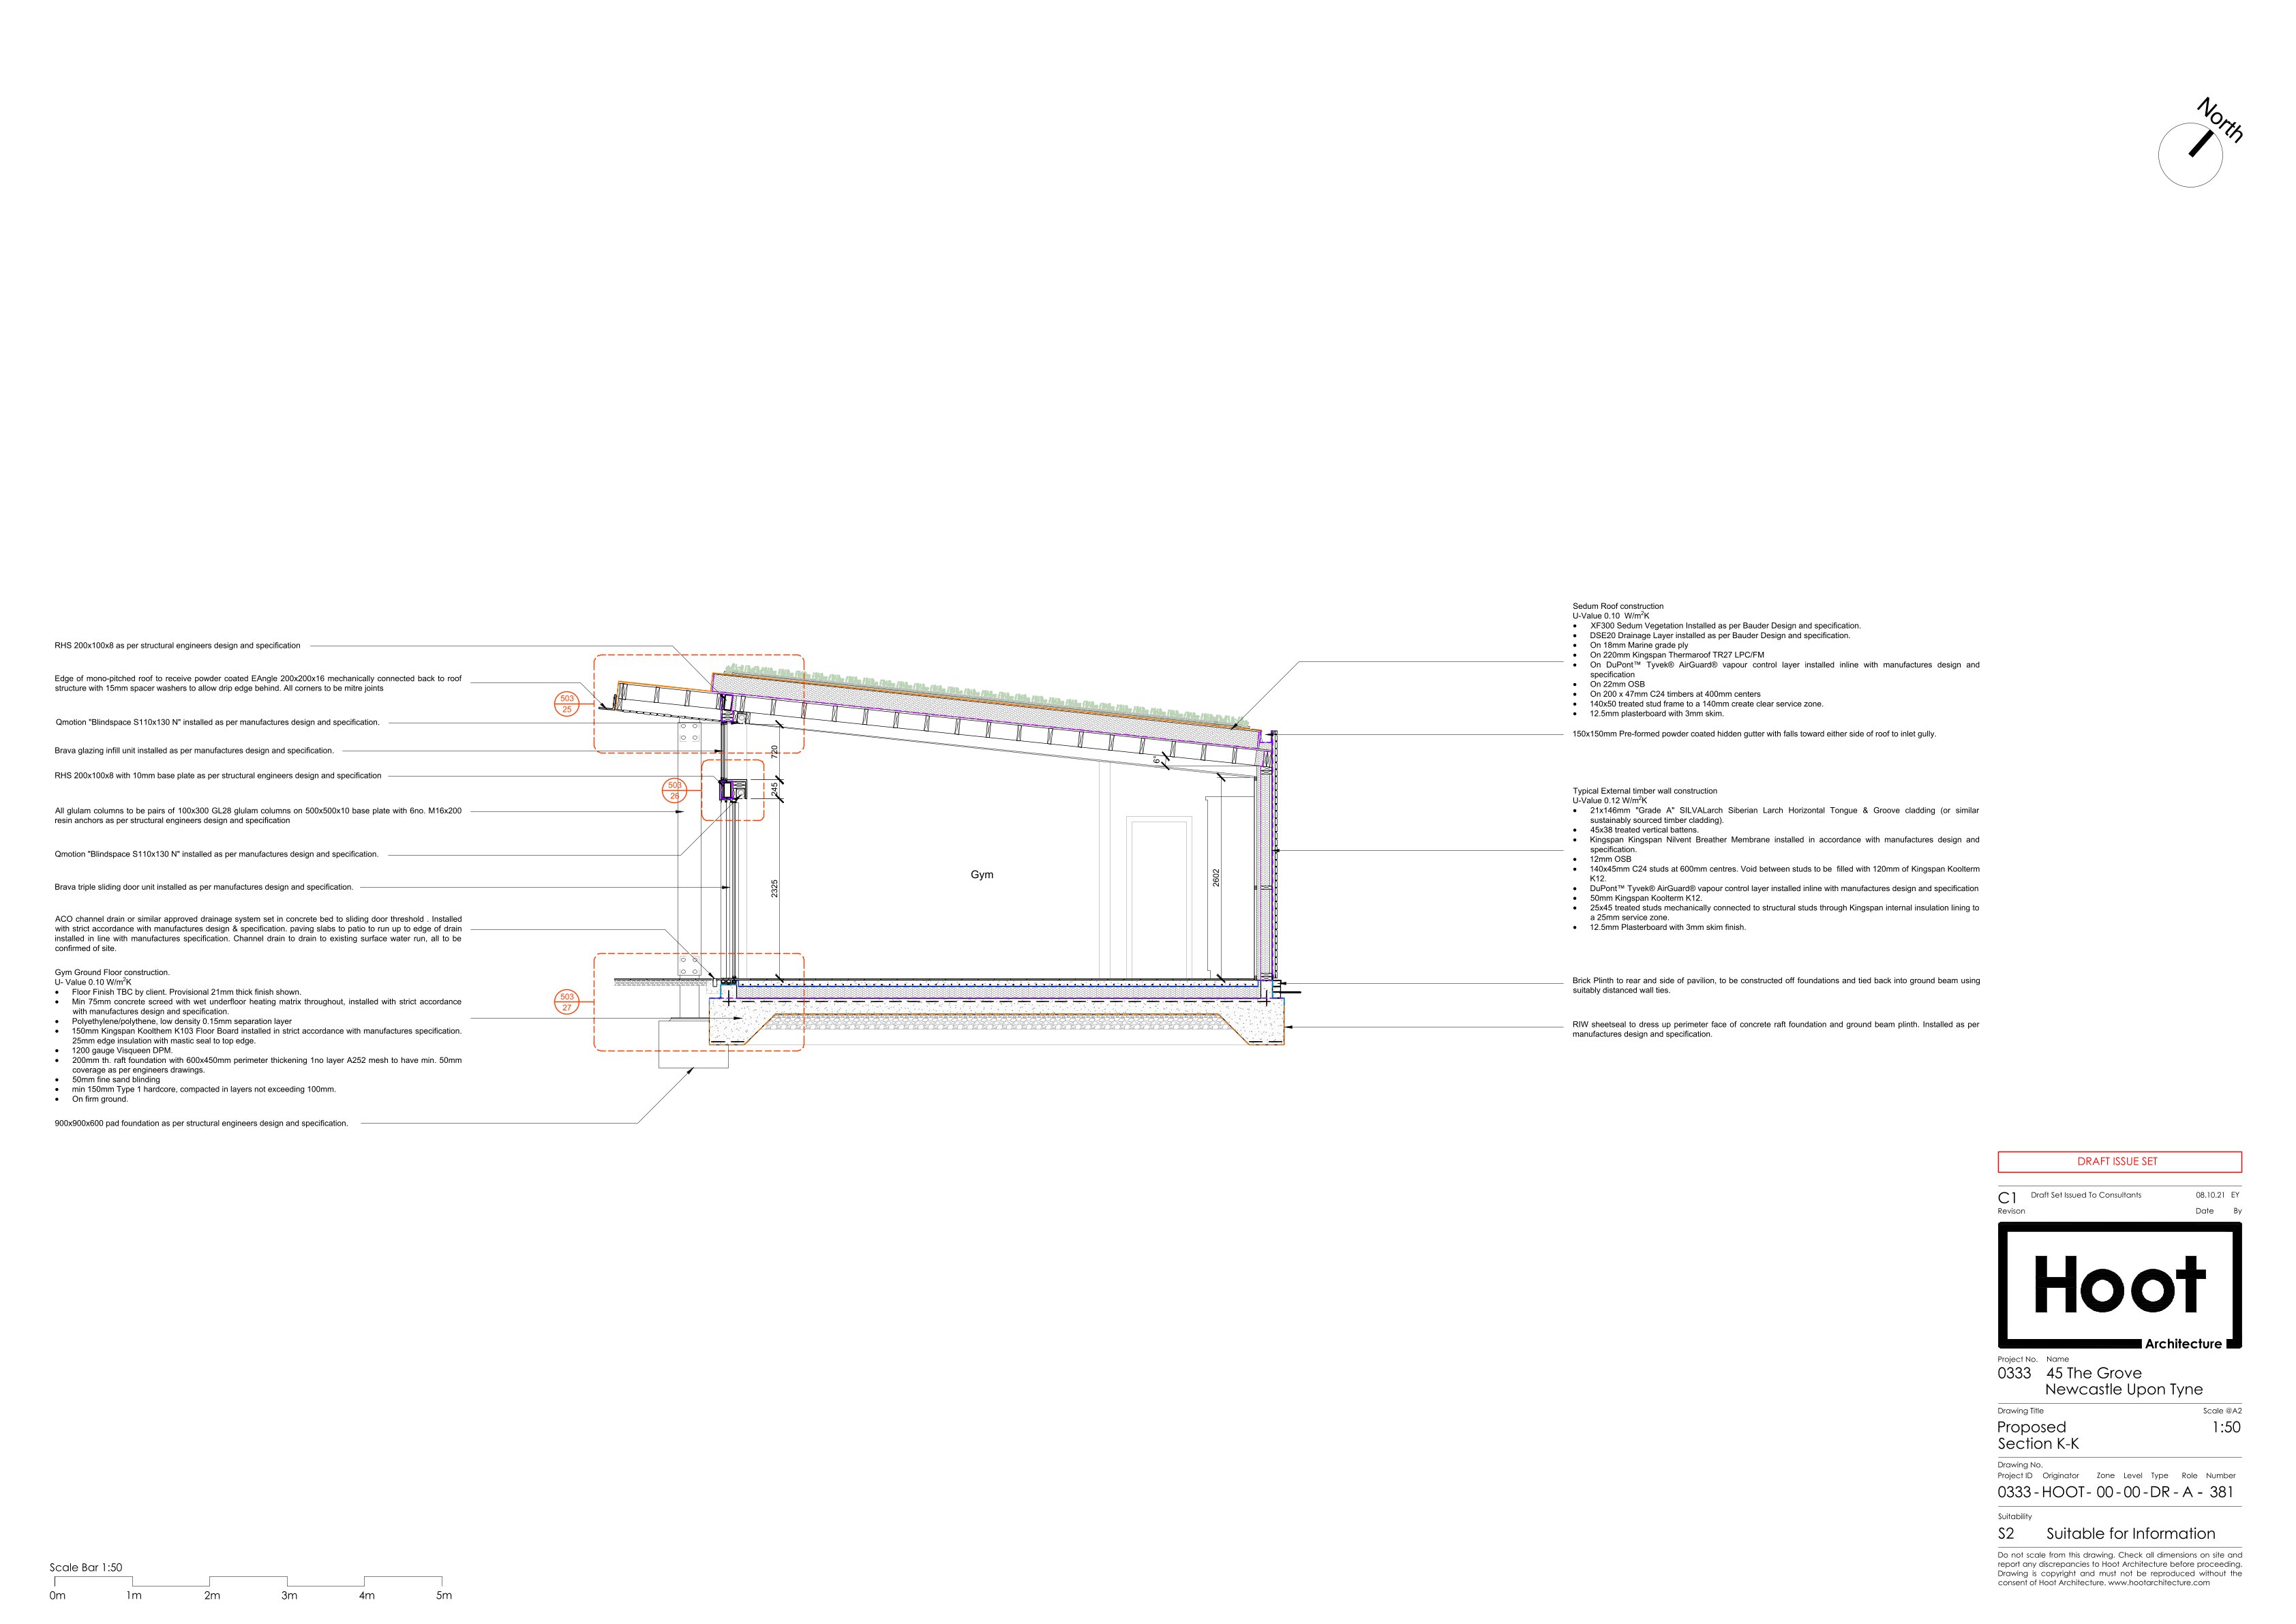 North
RHS 200x100x8 as per structural engineers design and specification
Edge of mono-pitched roof to receive powder coated EAngle 200x200x16 mechanically connected back to roof
structure with 15mm spacer washers to allow drip edge behind. All corners to be mitre joints
Qmotion "Blindspace S110x130 N" installed as per manufactures design and specification.
Brava glazing infill unit installed as per manufactures design and specification.
RHS 200x100x8 with 10mm base plate as per structural engineers design and specification
All glulam columns to be pairs of 100x300 GL28 glulam columns on 500x500x10 base plate with 6no. M16x200
resin anchors as per structural engineers design and specification
Qmotion "Blindspace S110x130 N" installed as per manufactures design and specification.
Brava triple sliding door unit installed as per manufactures design and specification.
ACO channel drain or similar approved drainage system set in concrete bed to sliding door threshold . Installed
with strict accordance with manufactures design & specification. paving slabs to patio to run up to edge of drain
installed in line with manufactures specification. Channel drain to drain to existing surface water run, all to be
confirmed of site.
Gym Ground Floor construction.
U- Value 0.10 W/m²K
• Floor Finish TBC by client. Provisional 21mm thick finish shown.
• Min 75mm concrete screed with wet underfloor heating matrix throughout, installed with strict accordance
with manufactures design and specification.
• Polyethylene/polythene, low density 0.15mm separation layer
• 150mm Kingspan Koolthem K103 Floor Board installed in strict accordance with manufactures specification.
25mm edge insulation with mastic seal to top edge.
• 1200 gauge Visqueen DPM.
• 200mm th. raft foundation with 600x450mm perimeter thickening 1no layer A252 mesh to have min. 50mm
coverage as per engineers drawings.
• 50mm fine sand blinding
• min 150mm Type 1 hardcore, compacted in layers not exceeding 100mm.
• On firm ground.
900x900x600 pad foundation as per structural engineers design and specification.
503
25
503
26
503
27
720
245
2325
Gym
6°
2602
Sedum Roof construction
U-Value 0.10 W/m²K
• XF300 Sedum Vegetation Installed as per Bauder Design and specification.
• DSE20 Drainage Layer installed as per Bauder Design and specification.
• On 18mm Marine grade ply
• On 220mm Kingspan Thermaroof TR27 LPC/FM
• On DuPont™ Tyvek® AirGuard® vapour control layer installed inline with manufactures design and
specification
• On 22mm OSB
• On 200 x 47mm C24 timbers at 400mm centers
• 140x50 treated stud frame to a 140mm create clear service zone.
• 12.5mm plasterboard with 3mm skim.
150x150mm Pre-formed powder coated hidden gutter with falls toward either side of roof to inlet gully.
Typical External timber wall construction
U-Value 0.12 W/m²K
• 21x146mm "Grade A" SILVALarch Siberian Larch Horizontal Tongue & Groove cladding (or similar
sustainably sourced timber cladding).
• 45x38 treated vertical battens.
• Kingspan Kingspan Nilvent Breather Membrane installed in accordance with manufactures design and
specification.
• 12mm OSB
• 140x45mm C24 studs at 600mm centres. Void between studs to be filled with 120mm of Kingspan Koolterm
K12.
• DuPont™ Tyvek® AirGuard® vapour control layer installed inline with manufactures design and specification
• 50mm Kingspan Koolterm K12.
• 25x45 treated studs mechanically connected to structural studs through Kingspan internal insulation lining to
a 25mm service zone.
• 12.5mm Plasterboard with 3mm skim finish.
Brick Plinth to rear and side of pavilion, to be constructed off foundations and tied back into ground beam using
suitably distanced wall ties.
RIW sheetseal to dress up perimeter face of concrete raft foundation and ground beam plinth. Installed as per
manufactures design and specification.
DRAFT ISSUE SET
C1 Draft Set Issued To Consultants 08.10.21 EY
Revison Date By
Hoot
Architecture
Project No. Name
0333 45 The Grove
Newcastle Upon Tyne
Drawing Title Scale @A2
Proposed 1:50
Section K-K
Drawing No.
Project ID Originator Zone Level Type Role Number
0333 - HOOT - 00 - 00 - DR - A - 381
Suitability
S2 Suitable for Information
Do not scale from this drawing. Check all dimensions on site and
report any discrepancies to Hoot Architecture before proceeding.
Drawing is copyright and must not be reproduced without the
consent of Hoot Architecture. www.hootarchitecture.com
Scale Bar 1:50
0m 1m 2m 3m 4m 5m